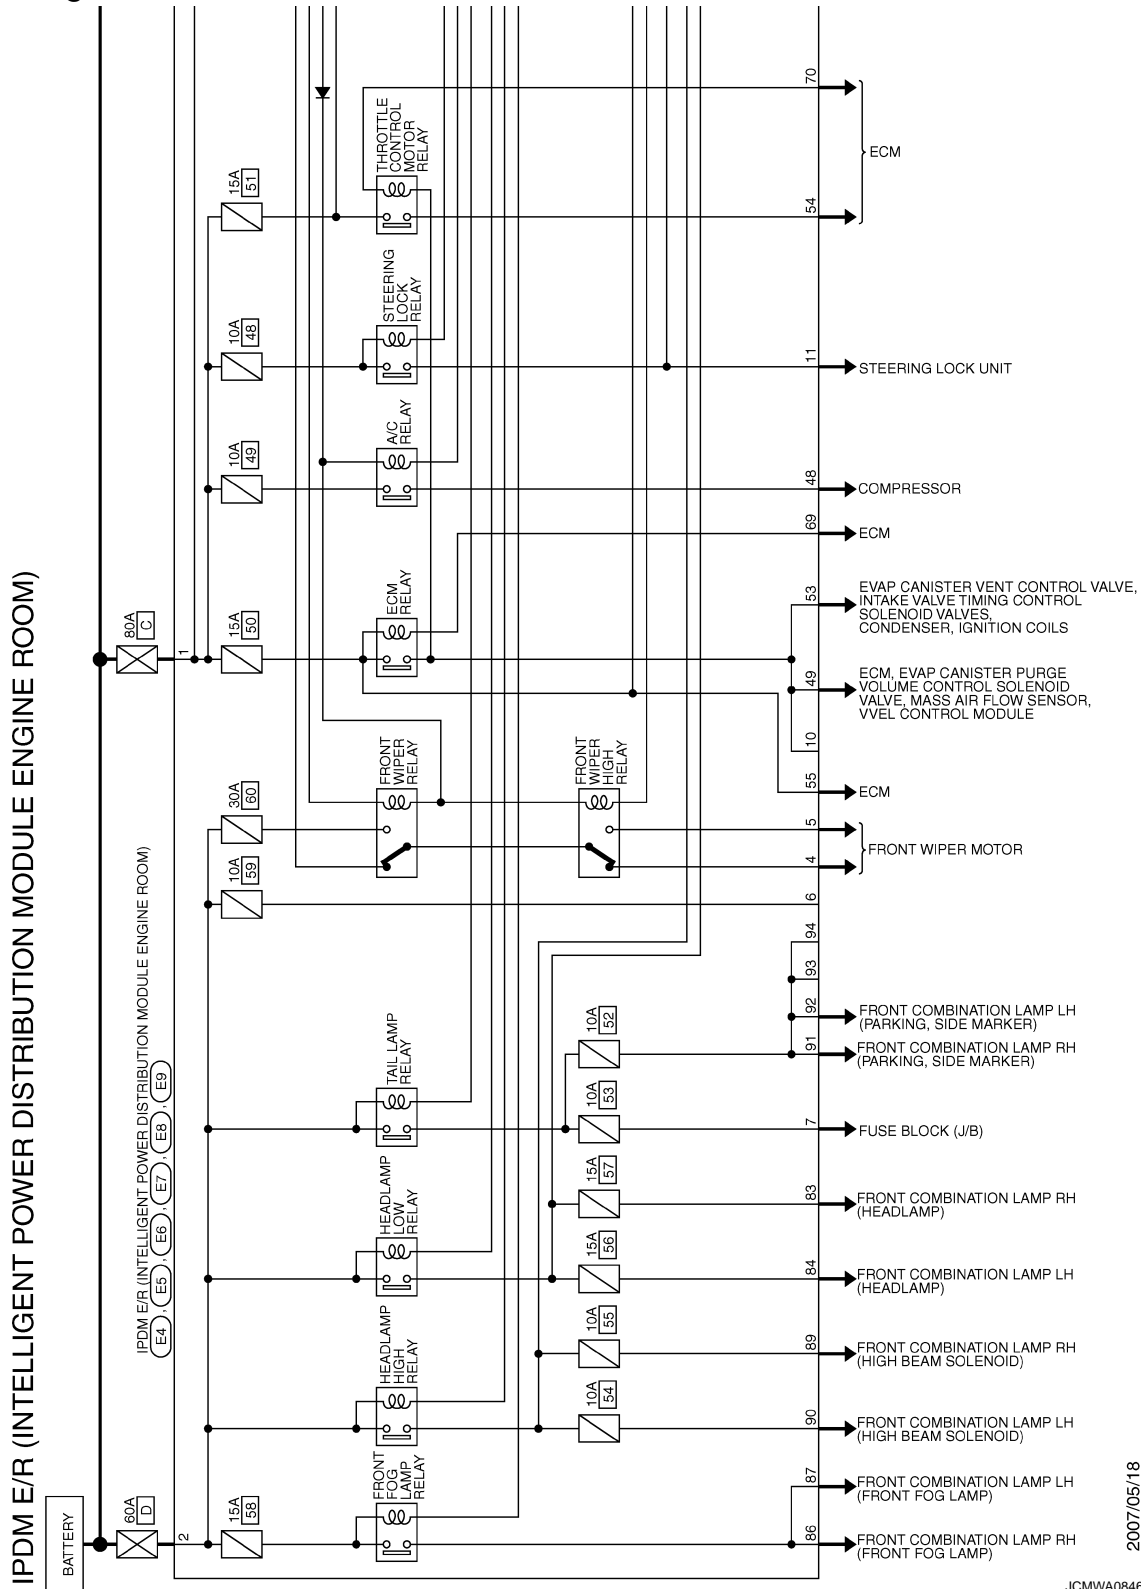 IPDM E/R (INTELLIGENT POWER DISTRIBUTION MODULE ENGINE ROOM)
BATTERY
60A
D
80A
C
IPDM E/R (INTELLIGENT POWER DISTRIBUTION MODULE ENGINE ROOM)
E4 , E5 , E6 , E7 , E8 , E9
1
2
15A
51
10A
48
10A
49
15A
50
30A
60
10A
59
15A
58
THROTTLE
CONTROL
MOTOR
RELAY
STEERING
LOCK
RELAY
A/C
RELAY
ECM
RELAY
FRONT
WIPER
RELAY
FRONT
WIPER
HIGH
RELAY
TAIL LAMP
RELAY
HEADLAMP
LOW
RELAY
HEADLAMP
HIGH
RELAY
FRONT
FOG
LAMP
RELAY
10A
52
10A
53
15A
57
15A
56
10A
55
10A
54
70
ECM
54
11
STEERING LOCK UNIT
48
COMPRESSOR
69
ECM
53
EVAP CANISTER VENT CONTROL VALVE,
INTAKE VALVE TIMING CONTROL
SOLENOID VALVES,
CONDENSER, IGNITION COILS
49
ECM, EVAP CANISTER PURGE
VOLUME CONTROL SOLENOID
VALVE, MASS AIR FLOW SENSOR,
VVEL CONTROL MODULE
10
55
ECM
5
FRONT WIPER MOTOR
4
6
94
93
92
FRONT COMBINATION LAMP LH
(PARKING, SIDE MARKER)
91
FRONT COMBINATION LAMP RH
(PARKING, SIDE MARKER)
7
FUSE BLOCK (J/B)
83
FRONT COMBINATION LAMP RH
(HEADLAMP)
84
FRONT COMBINATION LAMP LH
(HEADLAMP)
89
FRONT COMBINATION LAMP RH
(HIGH BEAM SOLENOID)
90
FRONT COMBINATION LAMP LH
(HIGH BEAM SOLENOID)
87
FRONT COMBINATION LAMP LH
(FRONT FOG LAMP)
86
FRONT COMBINATION LAMP RH
(FRONT FOG LAMP)
2007/05/18
JCMWA0846